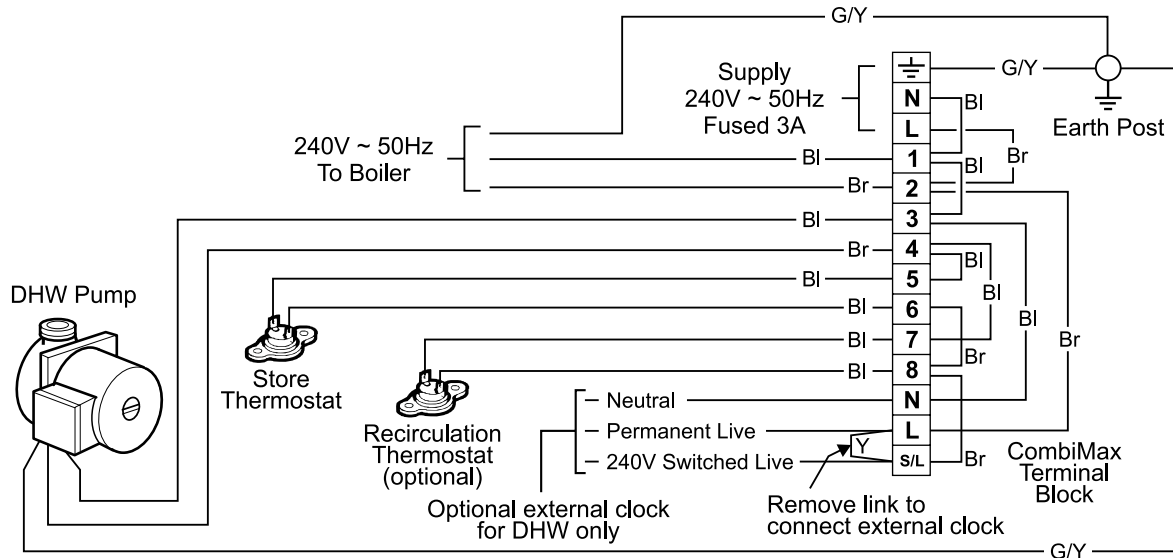 G/Y
Supply
240V ~ 50Hz
Fused 3A
G/Y
N
Bl
L
Earth Post
240V ~ 50Hz
To Boiler
Bl
1
Bl
Br
Br
2
Bl
3
Br
4
Bl
Bl
5
DHW Pump
Bl
6
Bl
Bl
Br
Bl
7
Store
Thermostat
Br
Bl
8
Neutral
N
Recirculation
Thermostat
(optional)
Permanent Live
L
Y
240V Switched Live
S/L
Br
CombiMax
Terminal
Block
Optional external clock
for DHW only
Remove link to
connect external clock
G/Y